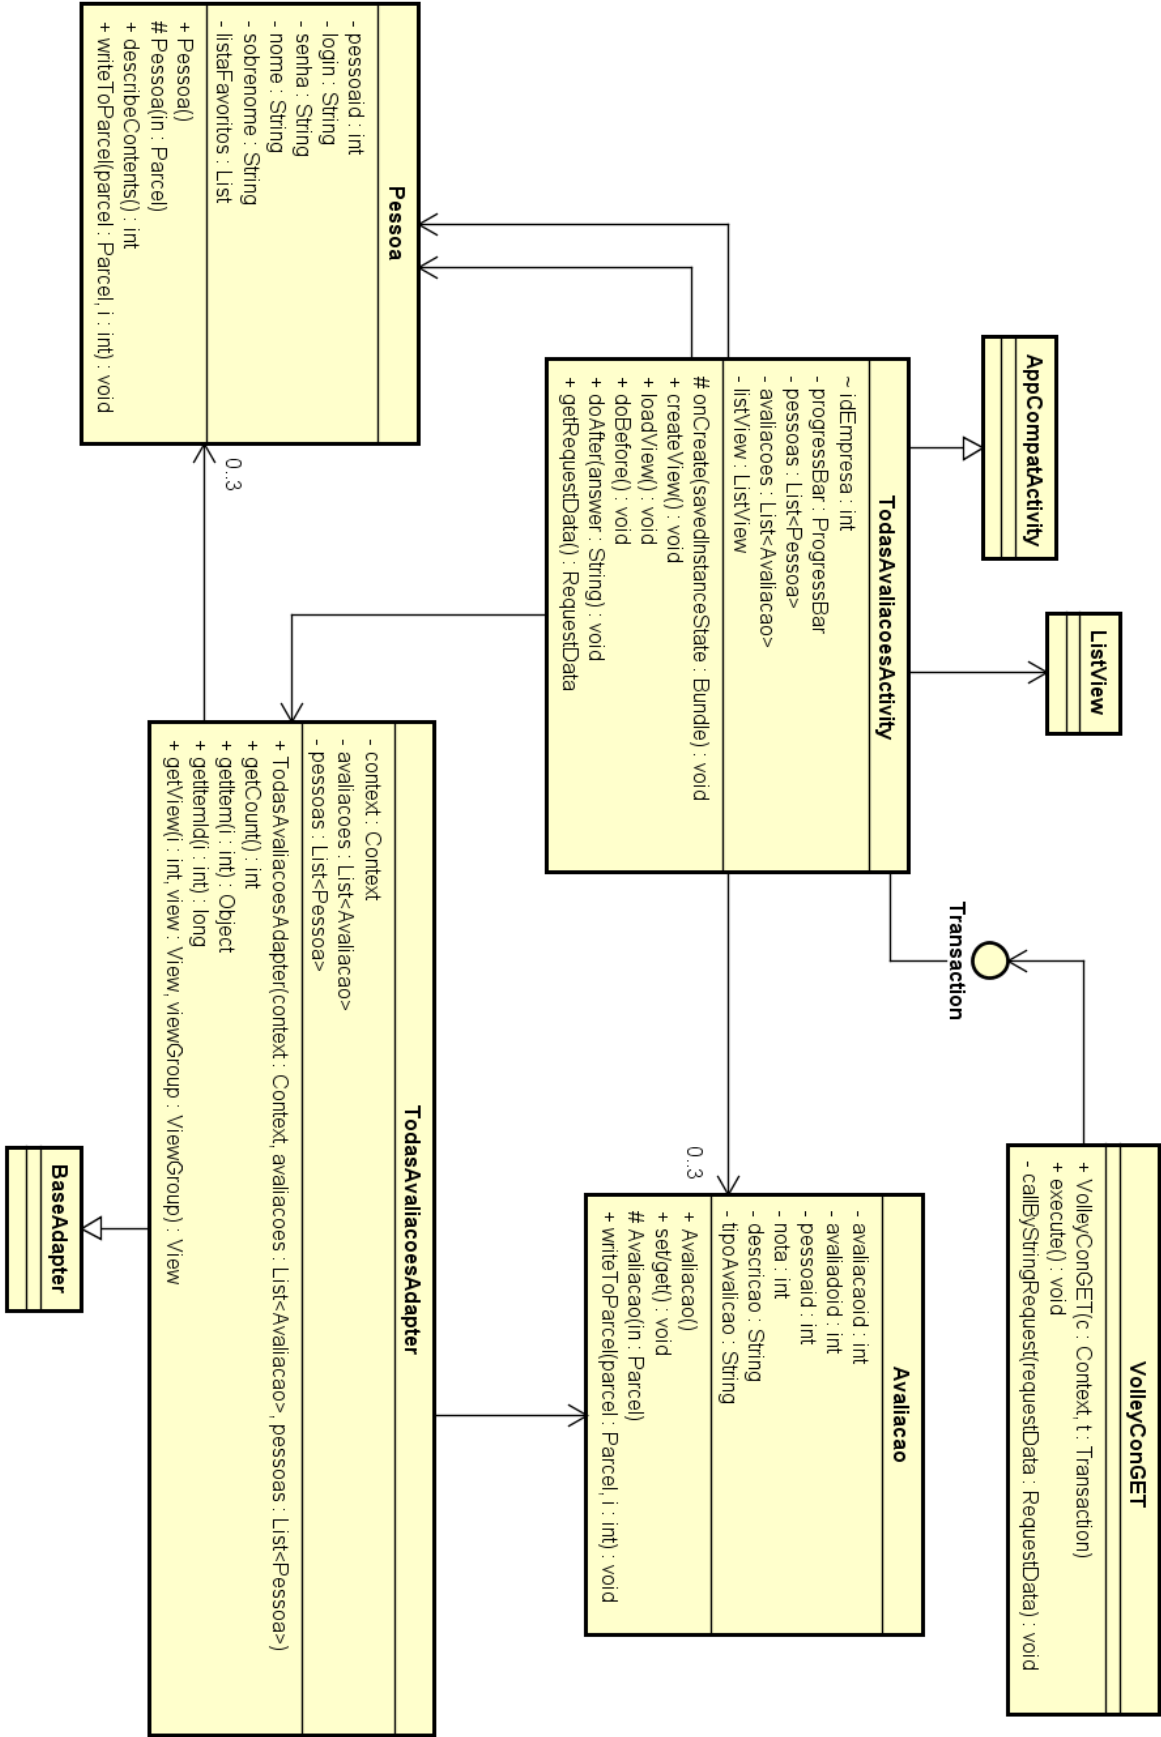 AppCompatActivity
ListView
VolleyConGET
+ VolleyConGET(c : Context, t : Transaction)
+ execute() : void
- callByStringRequest(requestData : RequestData) : void
Transaction
TodasAvaliacoesActivity
~ idEmpresa : int
- progressBar : ProgressBar
- pessoas : List<Pessoa>
- avaliacoes : List<Avaliacao>
- listView : ListView
# onCreate(savedInstanceState : Bundle) : void
+ createView() : void
+ loadView() : void
+ doBefore() : void
+ doAfter(answer : String) : void
+ getRequestData() : RequestData
Avaliacao
- avaliacaoid : int
- avaliadoid : int
- pessoaid : int
- nota : int
- descricao : String
- tipoAvalicao : String
+ Avaliacao()
+ set/get() : void
# Avaliacao(in : Parcel)
+ writeToParcel(parcel : Parcel, i : int) : void
0..3
Pessoa
- pessoaid : int
- login : String
- senha : String
- nome : String
- sobrenome : String
- listaFavoritos : List
+ Pessoa()
# Pessoa(in : Parcel)
+ describeContents() : int
+ writeToParcel(parcel : Parcel, i : int) : void
0..3
TodasAvaliacoesAdapter
- context : Context
- avaliacoes : List<Avaliacao>
- pessoas : List<Pessoa>
+ TodasAvaliacoesAdapter(context : Context, avaliacoes : List<Avaliacao>, pessoas : List<Pessoa>)
+ getCount() : int
+ getItem(i : int) : Object
+ getItemId(i : int) : long
+ getView(i : int, view : View, viewGroup : ViewGroup) : View
BaseAdapter